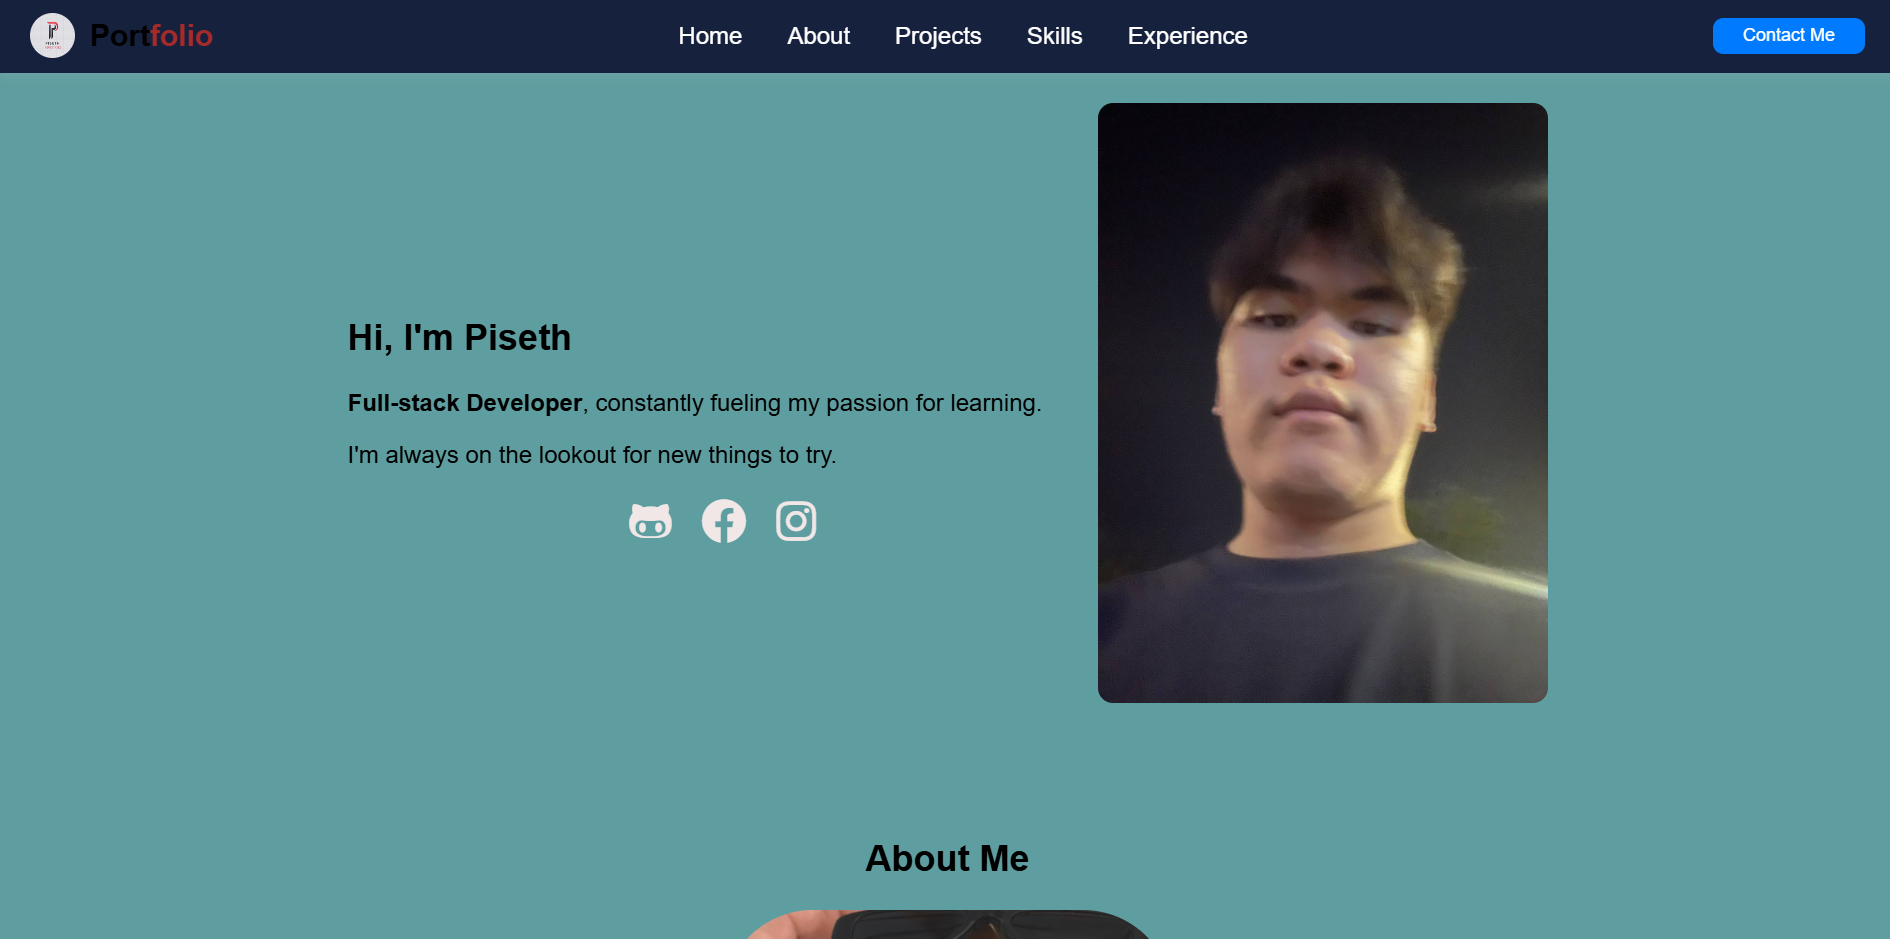 Portfolio
Home About Projects Skills Experience
Contact Me
Hi, I'm Piseth
Full-stack Developer, constantly fueling my passion for learning.
I'm always on the lookout for new things to try.
About Me